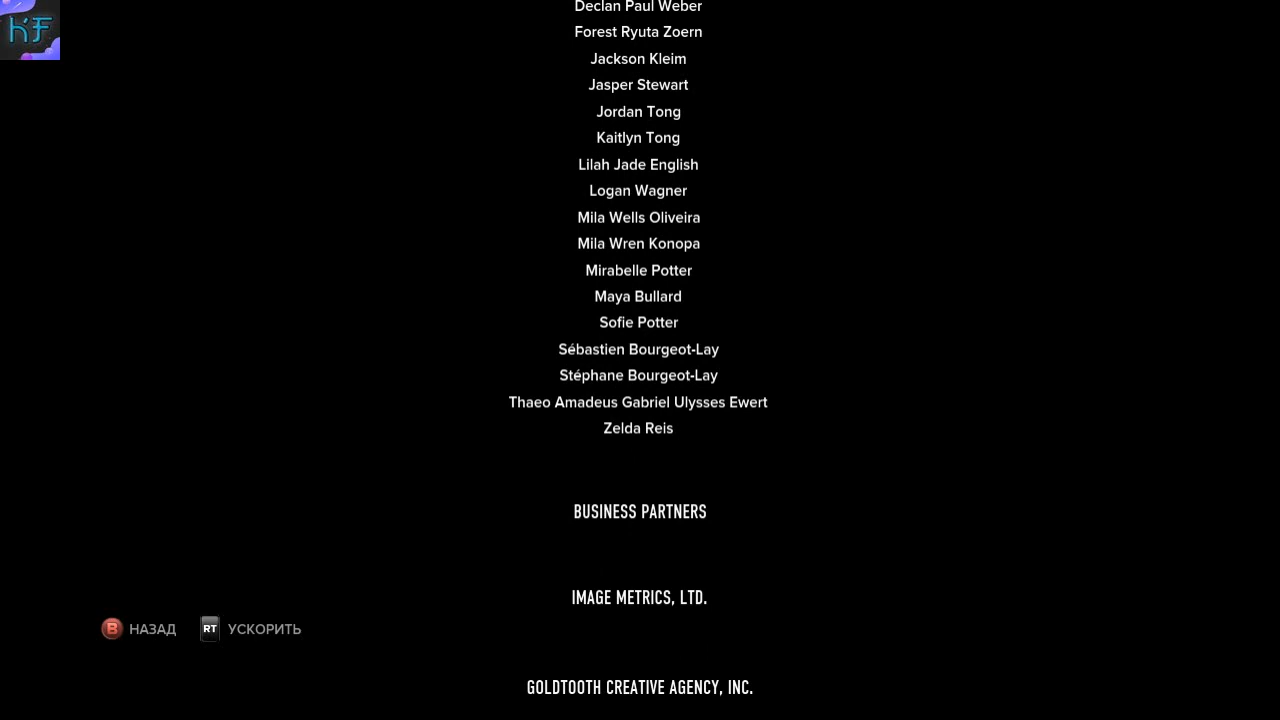 Declan Paul Weber
Forest Ryuta Zoern
Jackson Kleim
Jasper Stewart
Jordan Tong
Kaitlyn Tong
Lilah Jade English
Logan Wagner
Mila Wells Oliveira
Mila Wren Konopa
Mirabelle Potter
Maya Bullard
Sofie Potter
Sébastien Bourgeot-Lay
Stéphane Bourgeot-Lay
Thaeo Amadeus Gabriel Ulysses Ewert
Zelda Reis
BUSINESS PARTNERS
IMAGE METRICS, LTD.
B НАЗАД RT УСКОРИТЬ
GOLDTOOTH CREATIVE AGENCY, INC.